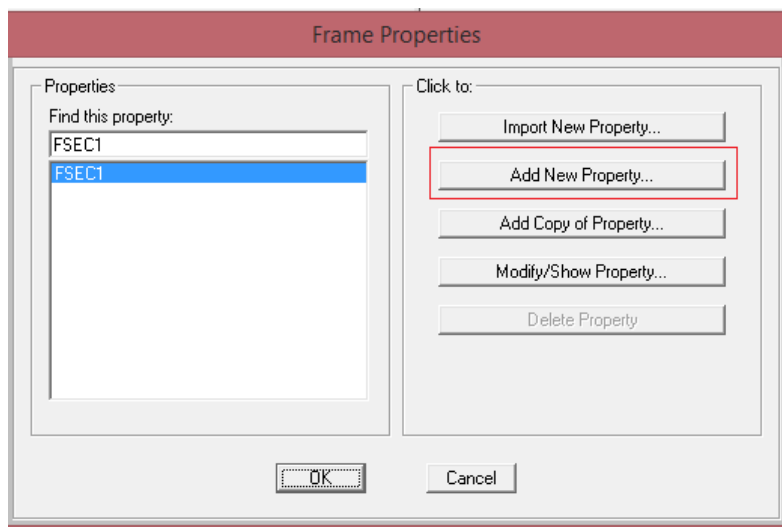 Frame Properties
Properties
Find this property:
FSEC1
FSEC1
Click to:
Import New Property...
Add New Property...
Add Copy of Property...
Modify/Show Property...
Delete Property
OK
Cancel